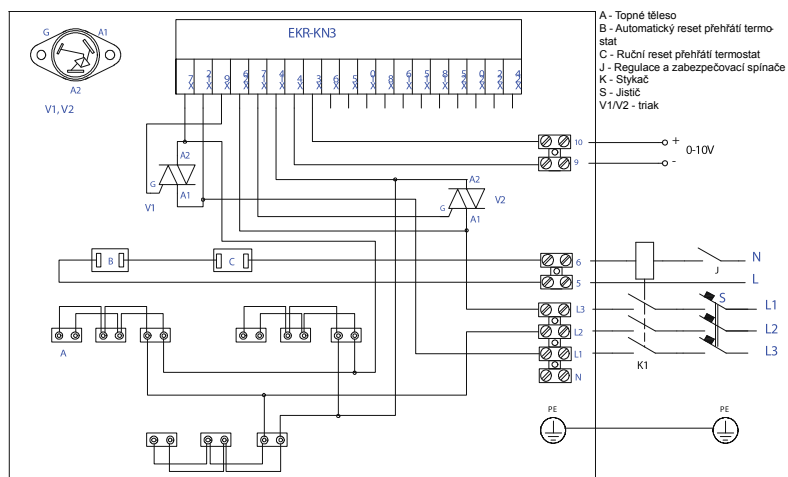 EKR-KN3
G
A1
A2
V1, V2
A - Topné těleso
B - Automatický reset přehřátí termo-
stat
C - Ruční reset přehřátí termostat
J - Regulace a zabezpečovací spínače
K - Stykač
S - Jistič
V1/V2 - triak
A2
G
A1
V1
A2
G
A1
V2
10
9
+
-
0-10V
B
C
6
5
J
N
L
A
L3
L2
L1
N
K1
S
L1
L2
L3
PE
PE